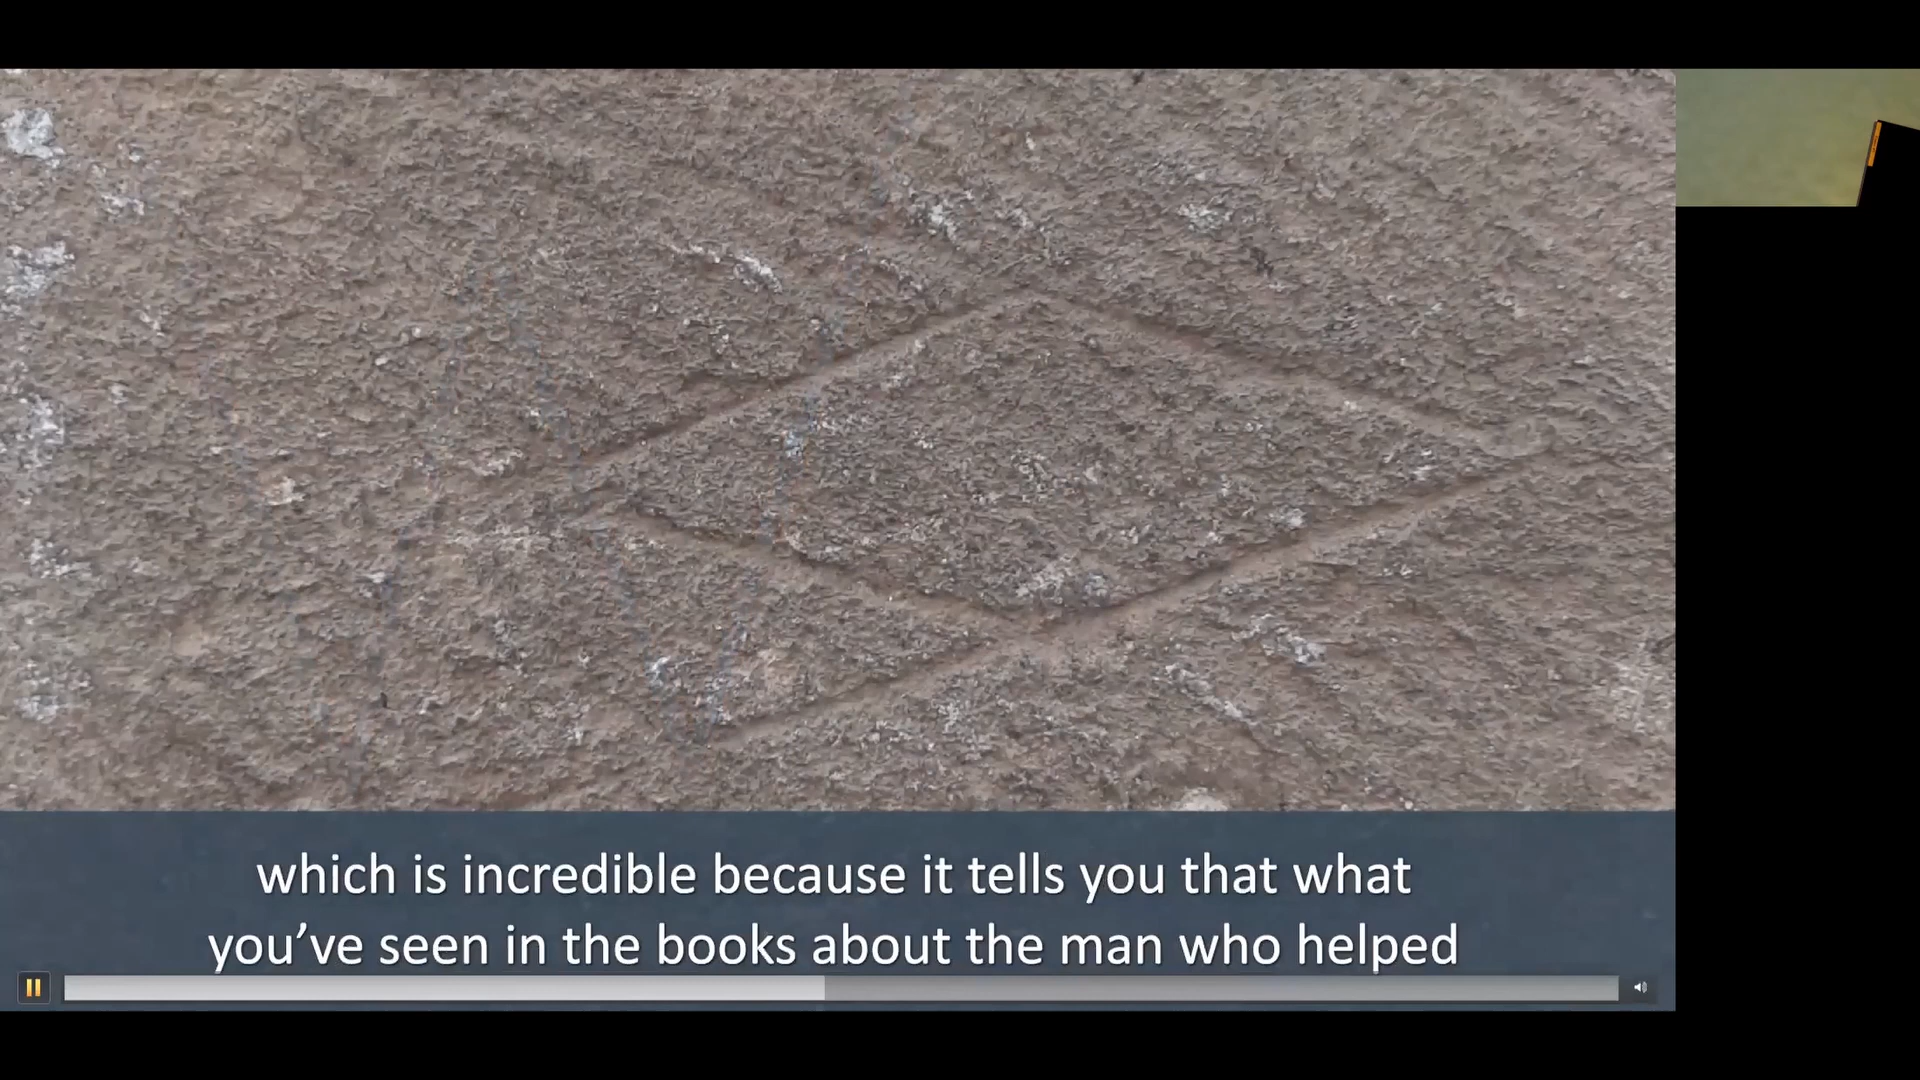 which is incredible because it tells you that what
you’ve seen in the books about the man who helped